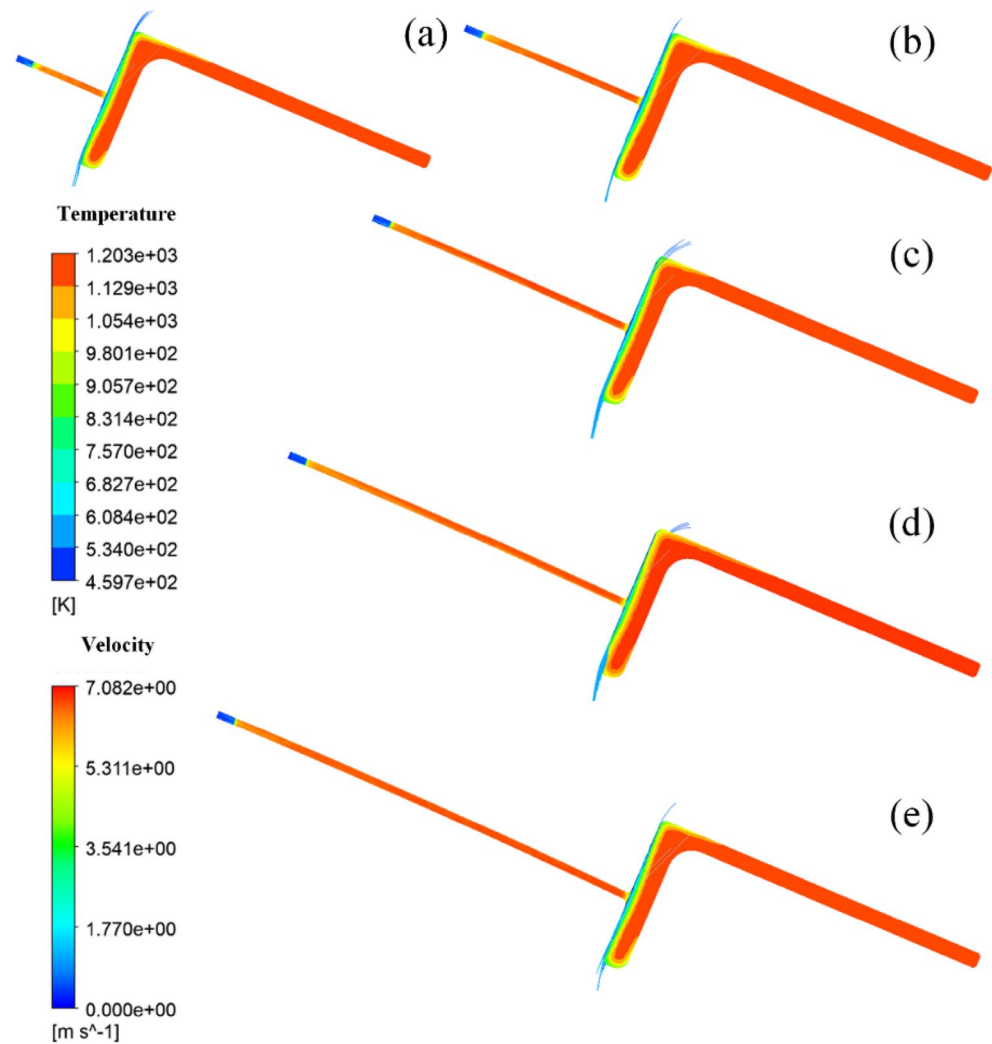 (a)
(b)
Temperature
1.203e+03
1.129e+03
1.054e+03
9.801e+02
9.057e+02
8.314e+02
7.570e+02
6.827e+02
6.084e+02
5.340e+02
4.597e+02
[K]
(c)
(d)
Velocity
7.082e+00
5.311e+00
3.541e+00
1.770e+00
0.000e+00
[m s^-1]
(e)